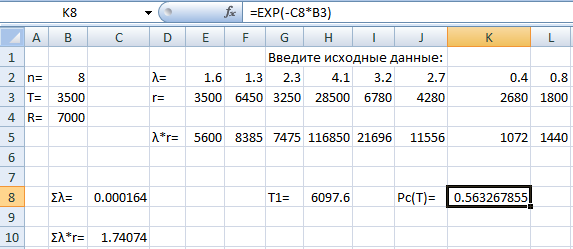 K8 fx =EXP(-C8*B3)
A B C D E F G H I J K L
1 Введите исходные данные:
2 n= 8 λ= 1.6 1.3 2.3 4.1 3.2 2.7 0.4 0.8
3 T= 3500 r= 3500 6450 3250 28500 6780 4280 2680 1800
4 R= 7000
5 λ*r= 5600 8385 7475 116850 21696 11556 1072 1440
6
7
8 Σλ= 0.000164 T1= 6097.6 Pc(T)= 0.563267855
9
10 Σλ*r= 1.74074